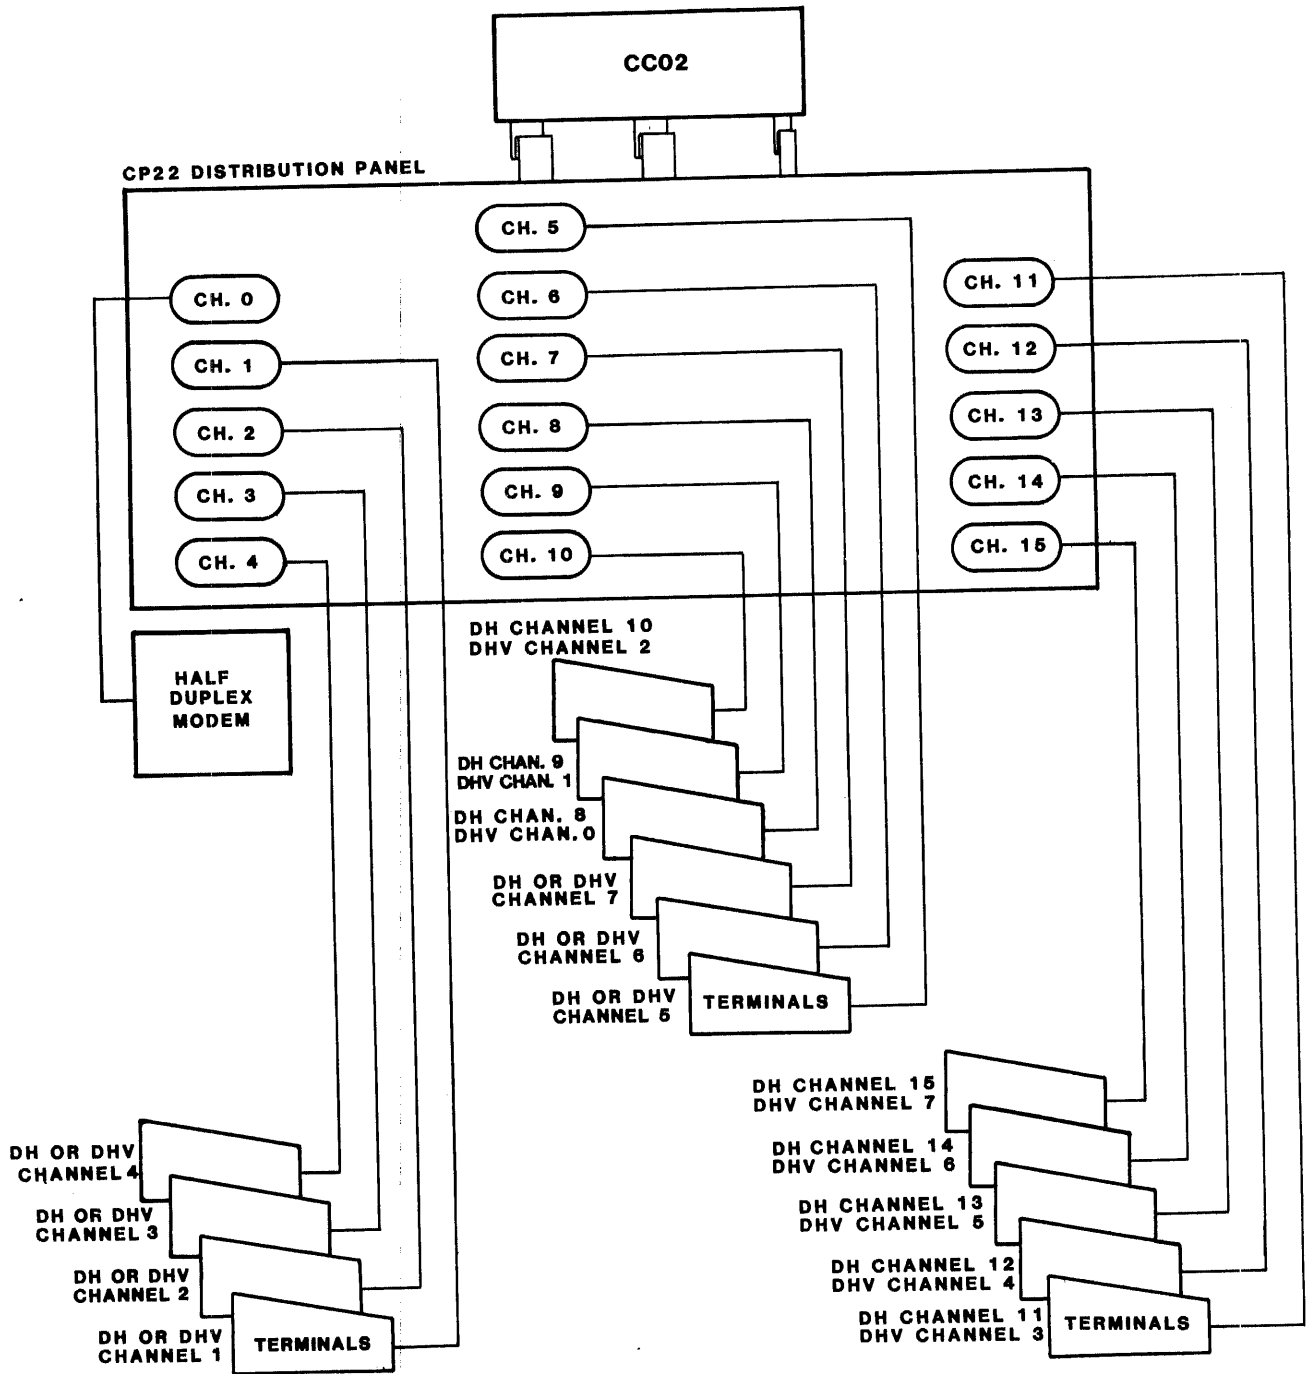 CC02
CP22 DISTRIBUTION PANEL
CH. 0
CH. 1
CH. 2
CH. 3
CH. 4
CH. 5
CH. 6
CH. 7
CH. 8
CH. 9
CH. 10
CH. 11
CH. 12
CH. 13
CH. 14
CH. 15
HALF
DUPLEX
MODEM
DH CHANNEL 10
DHV CHANNEL 2
DH CHAN. 9
DHV CHAN. 1
DH CHAN. 8
DHV CHAN. 0
DH OR DHV
CHANNEL 7
DH OR DHV
CHANNEL 6
DH OR DHV
CHANNEL 5
TERMINALS
DH OR DHV
CHANNEL 4
DH OR DHV
CHANNEL 3
DH OR DHV
CHANNEL 2
DH OR DHV
CHANNEL 1
TERMINALS
DH CHANNEL 15
DHV CHANNEL 7
DH CHANNEL 14
DHV CHANNEL 6
DH CHANNEL 13
DHV CHANNEL 5
DH CHANNEL 12
DHV CHANNEL 4
DH CHANNEL 11
DHV CHANNEL 3
TERMINALS